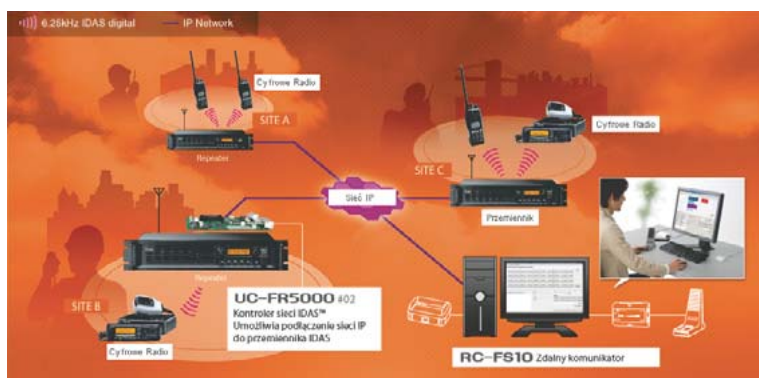 6.25kHz IDAS digital
IP Network
Cyfrowe Radio
SITE A
Repeater
Cyfrowe Radio
SITE C
Sieć IP
Przemiennik
Repeater
UC-FR5000 #02
Kontroler sieci IDAS™
Umożliwia podłączenie sieci IP
do przemiennika IDAS
SITE B
Cyfrowe Radio
RC-FS10 Zdalny komunikator